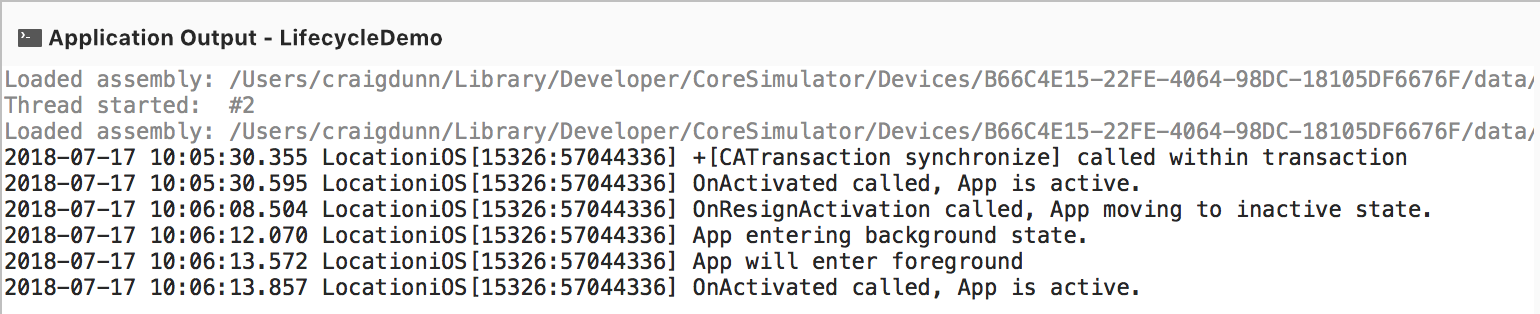 Application Output - LifecycleDemo
Loaded assembly: /Users/craigdunn/Library/Developer/CoreSimulator/Devices/B66C4E15-22FE-4064-98DC-18105DF6676F/data/
Thread started:  #2
Loaded assembly: /Users/craigdunn/Library/Developer/CoreSimulator/Devices/B66C4E15-22FE-4064-98DC-18105DF6676F/data/
2018-07-17 10:05:30.355 LocationiOS[15326:57044336] +[CATransaction synchronize] called within transaction
2018-07-17 10:05:30.595 LocationiOS[15326:57044336] OnActivated called, App is active.
2018-07-17 10:06:08.504 LocationiOS[15326:57044336] OnResignActivation called, App moving to inactive state.
2018-07-17 10:06:12.070 LocationiOS[15326:57044336] App entering background state.
2018-07-17 10:06:13.572 LocationiOS[15326:57044336] App will enter foreground
2018-07-17 10:06:13.857 LocationiOS[15326:57044336] OnActivated called, App is active.